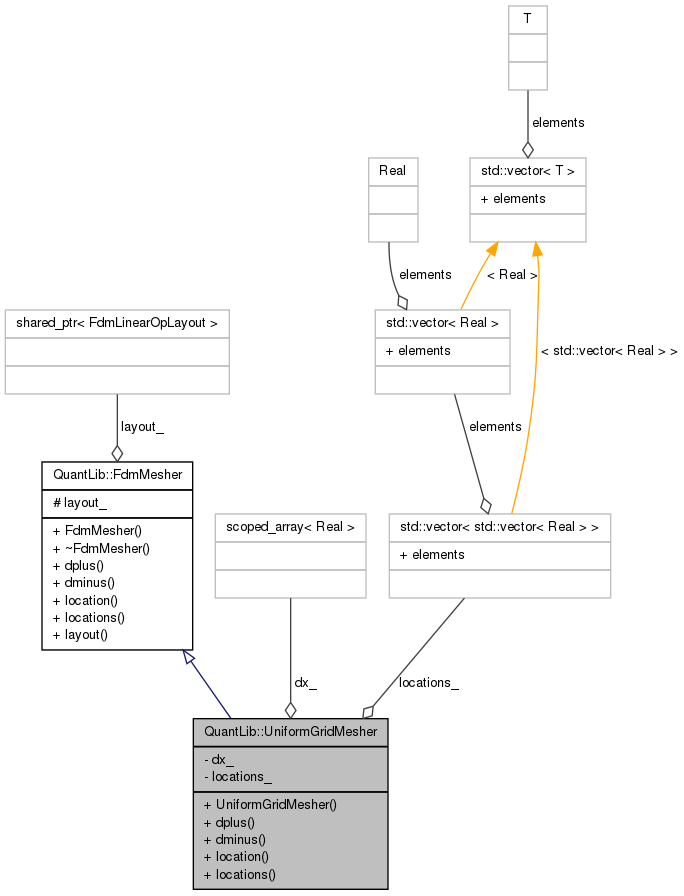 T
elements
std::vector< T >
+ elements
Real
elements
< Real >
shared_ptr< FdmLinearOpLayout >
std::vector< Real >
+ elements
< std::vector< Real > >
layout_
elements
QuantLib::FdmMesher
# layout_
+ FdmMesher()
+ ~FdmMesher()
+ dplus()
+ dminus()
+ location()
+ locations()
+ layout()
scoped_array< Real >
std::vector< std::vector< Real > >
+ elements
dx_
locations_
QuantLib::UniformGridMesher
- dx_
- locations_
+ UniformGridMesher()
+ dplus()
+ dminus()
+ location()
+ locations()